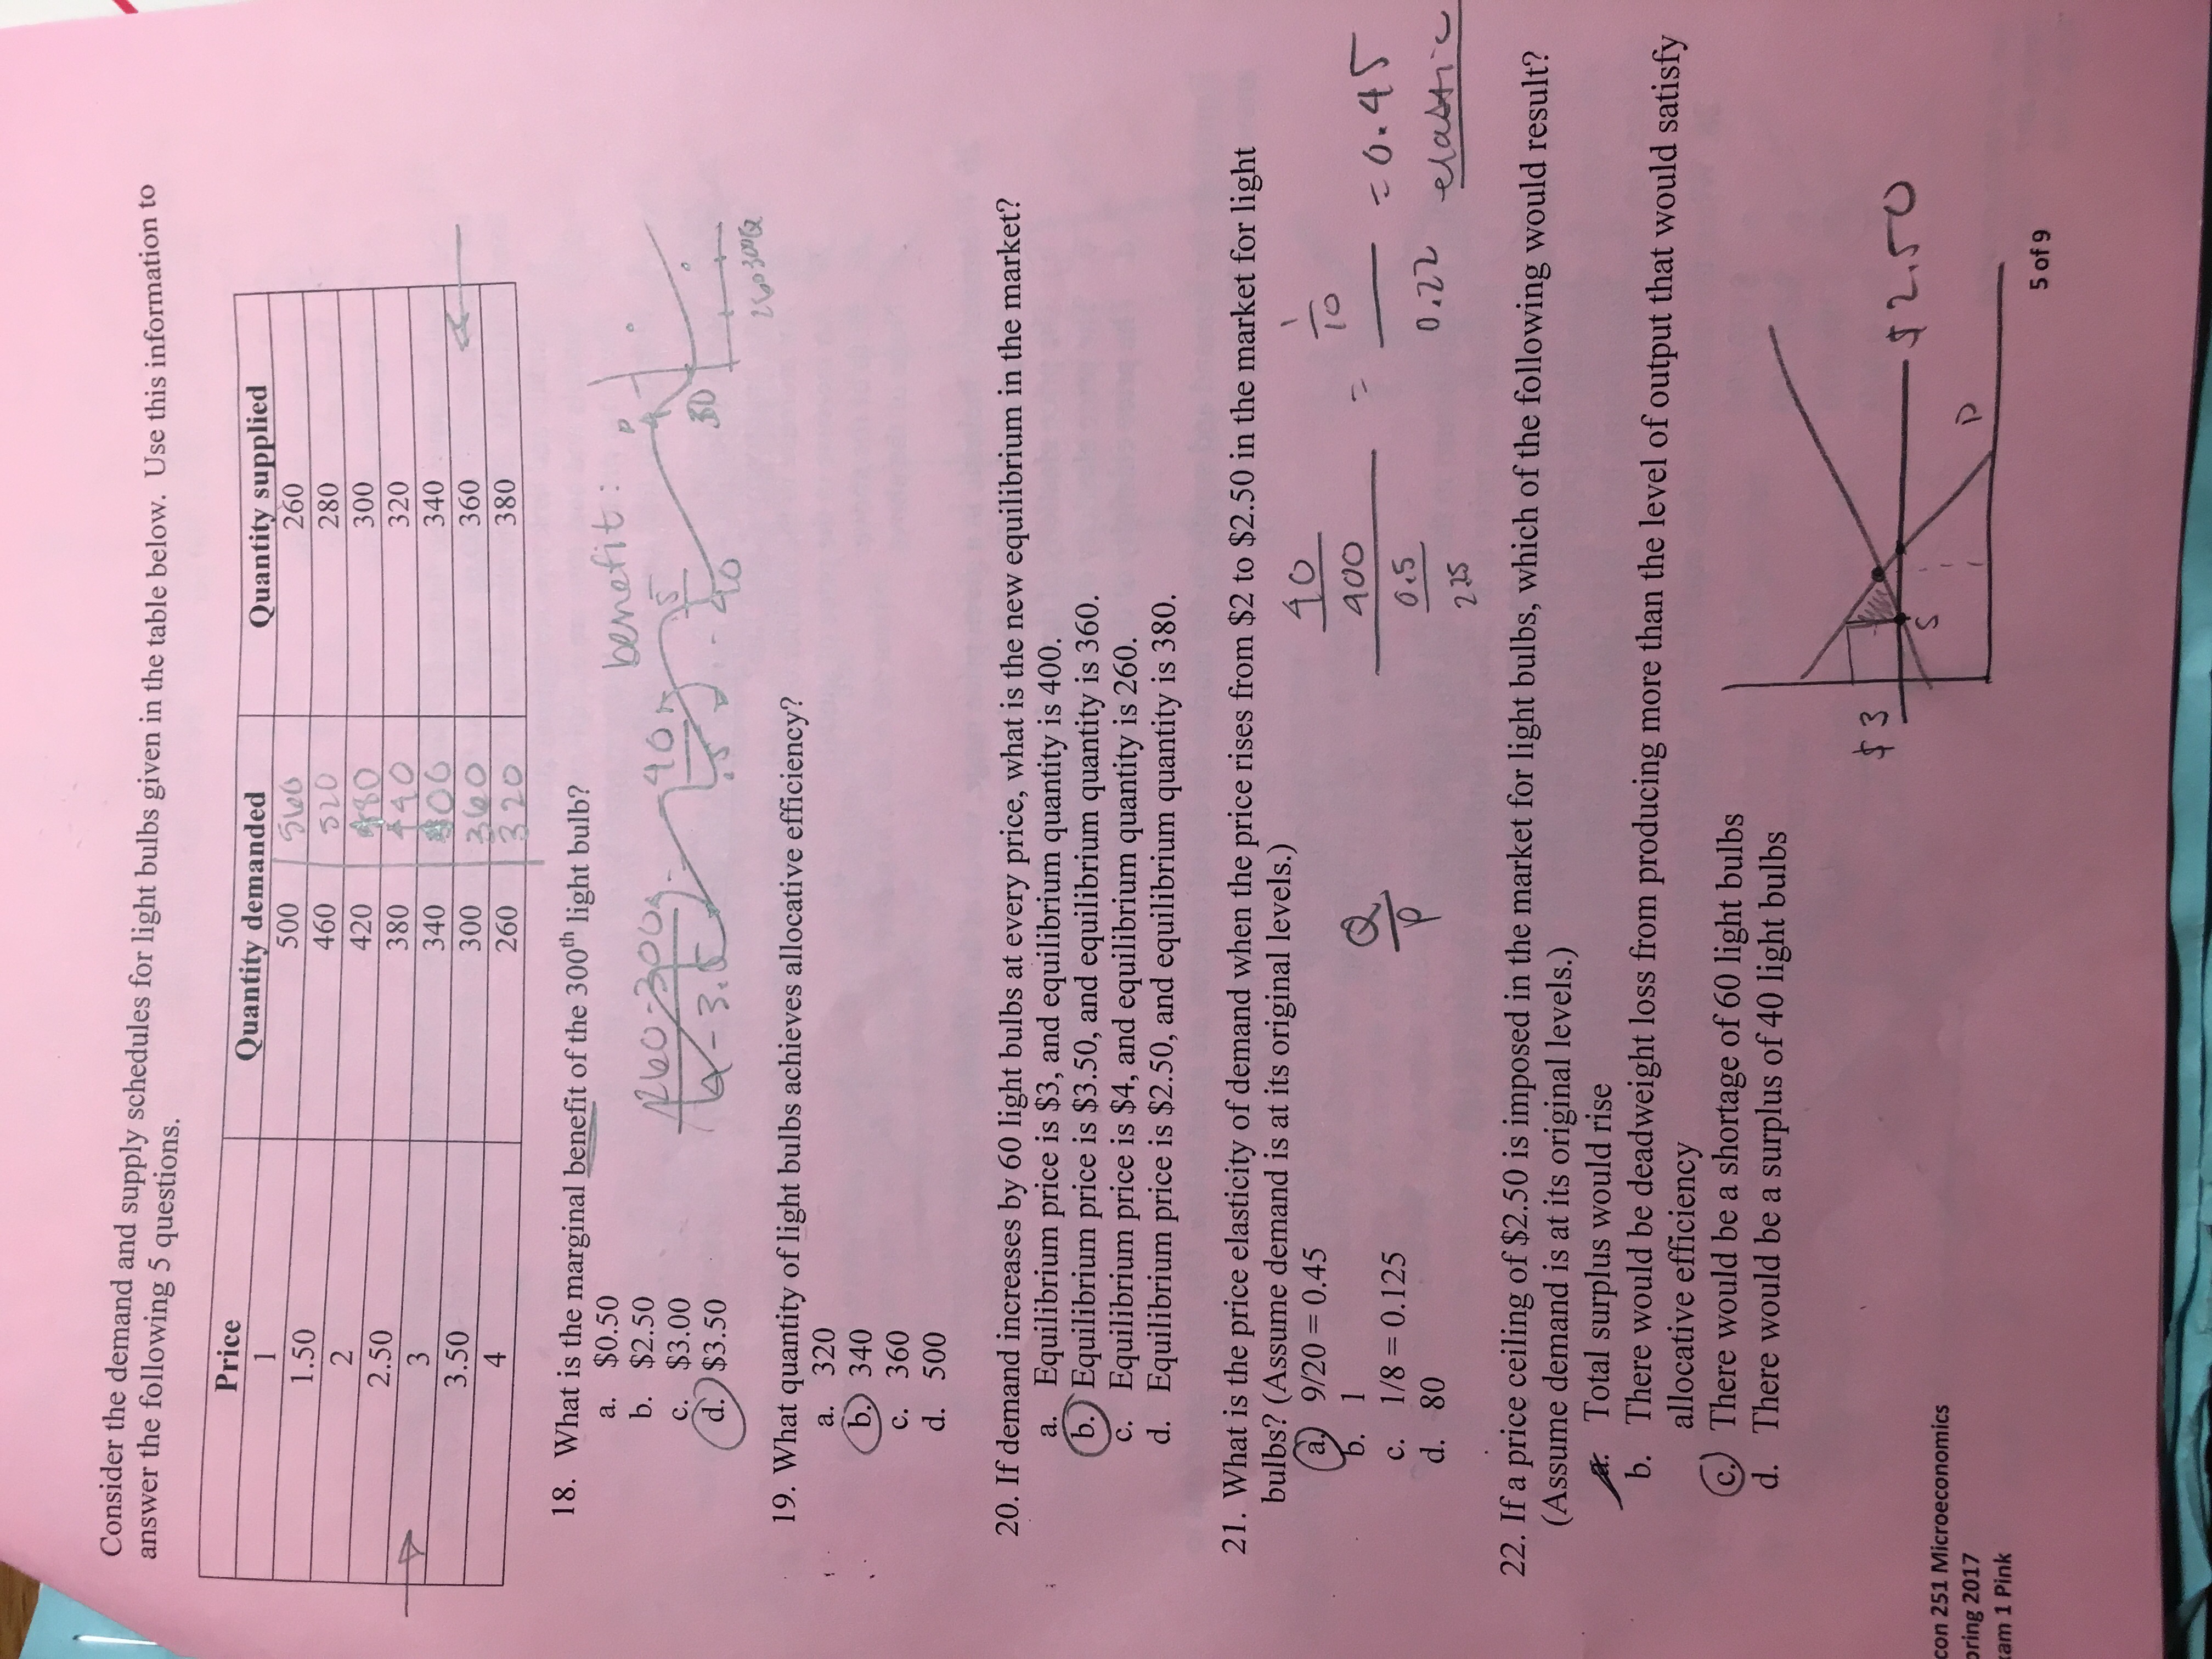 Consider the demand and supply schedules for light bulbs given in the table below. Use this information to
answer the following 5 questions.
Price Quantity demanded Quantity supplied
1 500 560 260
1.50 460 520 280
2 420 480 300
2.50 380 440 320
3 340 400 340
3.50 300 360 360
4 260 320 380
18. What is the marginal benefit of the 300th light bulb?
a. $0.50
b. $2.50
c. $3.00
d. $3.50
benefit:
260-300
4-3.5
40
.5
.5
40
P
4
260 300 Q
19. What quantity of light bulbs achieves allocative efficiency?
a. 320
b. 340
c. 360
d. 500
20. If demand increases by 60 light bulbs at every price, what is the new equilibrium in the market?
a. Equilibrium price is $3, and equilibrium quantity is 400.
b. Equilibrium price is $3.50, and equilibrium quantity is 360.
c. Equilibrium price is $4, and equilibrium quantity is 260.
d. Equilibrium price is $2.50, and equilibrium quantity is 380.
21. What is the price elasticity of demand when the price rises from $2 to $2.50 in the market for light
bulbs? (Assume demand is at its original levels.)
a. 9/20 = 0.45
b. 1
c. 1/8 = 0.125
d. 80
Q
P
40
400
0.5
2.25
=
1
10
0.22
= 0.45
elastic
22. If a price ceiling of $2.50 is imposed in the market for light bulbs, which of the following would result?
(Assume demand is at its original levels.)
a. Total surplus would rise
b. There would be deadweight loss from producing more than the level of output that would satisfy
allocative efficiency
c. There would be a shortage of 60 light bulbs
d. There would be a surplus of 40 light bulbs
$3
$2.50
S
D
con 251 Microeconomics
pring 2017
xam 1 Pink
5 of 9